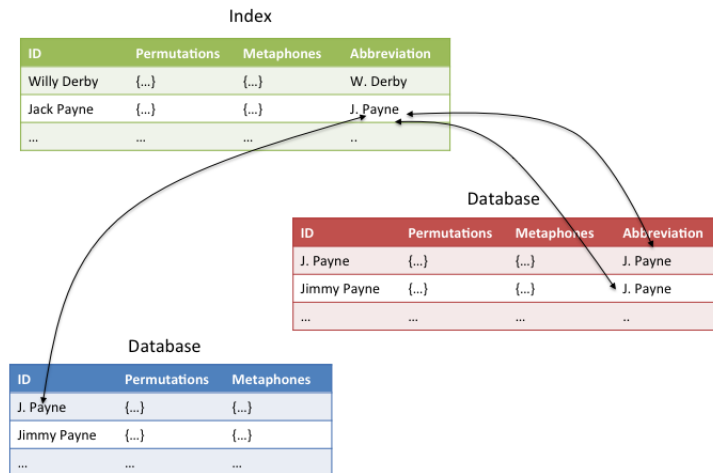 Index
ID Permutations Metaphones Abbreviation
Willy Derby {...} {...} W. Derby
Jack Payne {...} {...} J. Payne
... ... ... ..
Database
ID Permutations Metaphones Abbreviation
J. Payne {...} {...} J. Payne
Jimmy Payne {...} {...} J. Payne
... ... ... ..
Database
ID Permutations Metaphones
J. Payne {...} {...}
Jimmy Payne {...} {...}
... ... ...